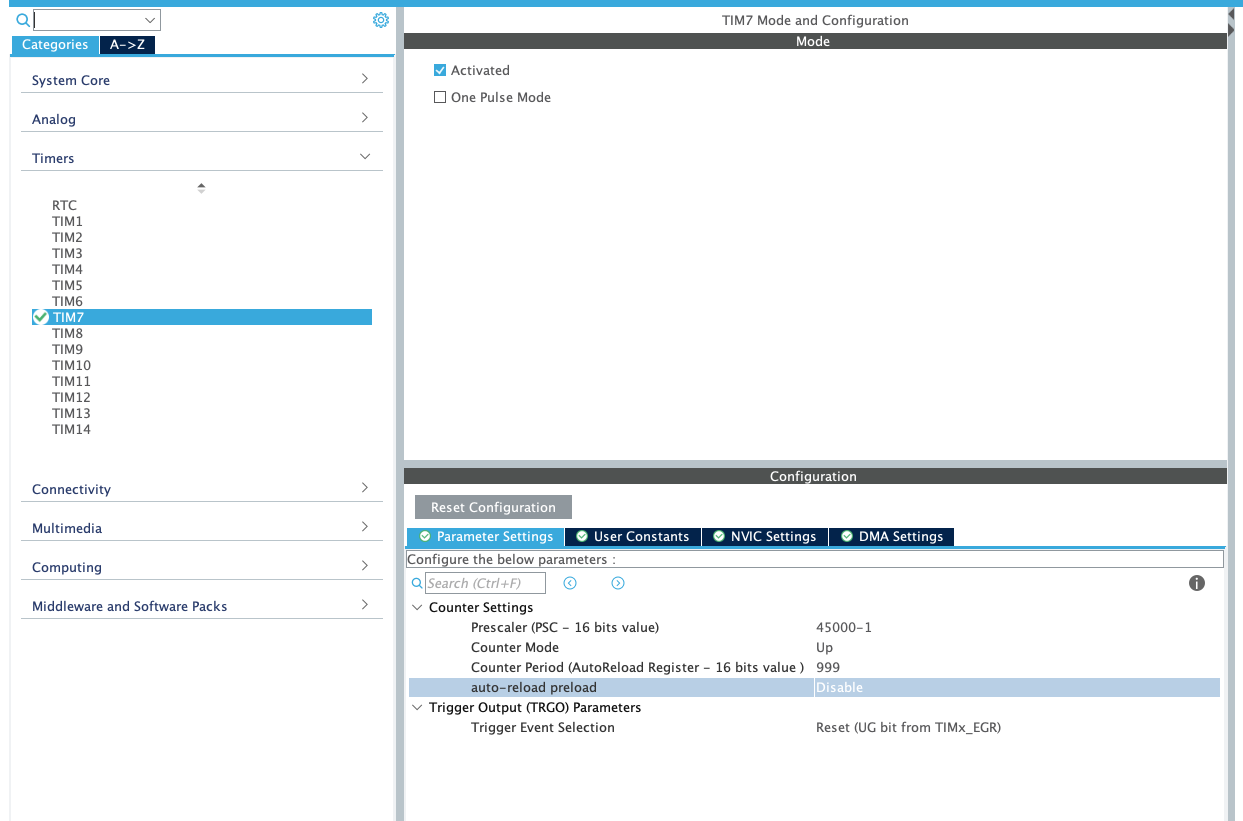 Categories A->Z
System Core
Analog
Timers
RTC
TIM1
TIM2
TIM3
TIM4
TIM5
TIM6
TIM7
TIM8
TIM9
TIM10
TIM11
TIM12
TIM13
TIM14
Connectivity
Multimedia
Computing
Middleware and Software Packs
TIM7 Mode and Configuration
Mode
Activated
One Pulse Mode
Configuration
Reset Configuration
Parameter Settings User Constants NVIC Settings DMA Settings
Configure the below parameters :
Search (Ctrl+F)
Counter Settings
Prescaler (PSC - 16 bits value) 45000-1
Counter Mode Up
Counter Period (AutoReload Register - 16 bits value ) 999
auto-reload preload Disable
Trigger Output (TRGO) Parameters
Trigger Event Selection Reset (UG bit from TIMx_EGR)